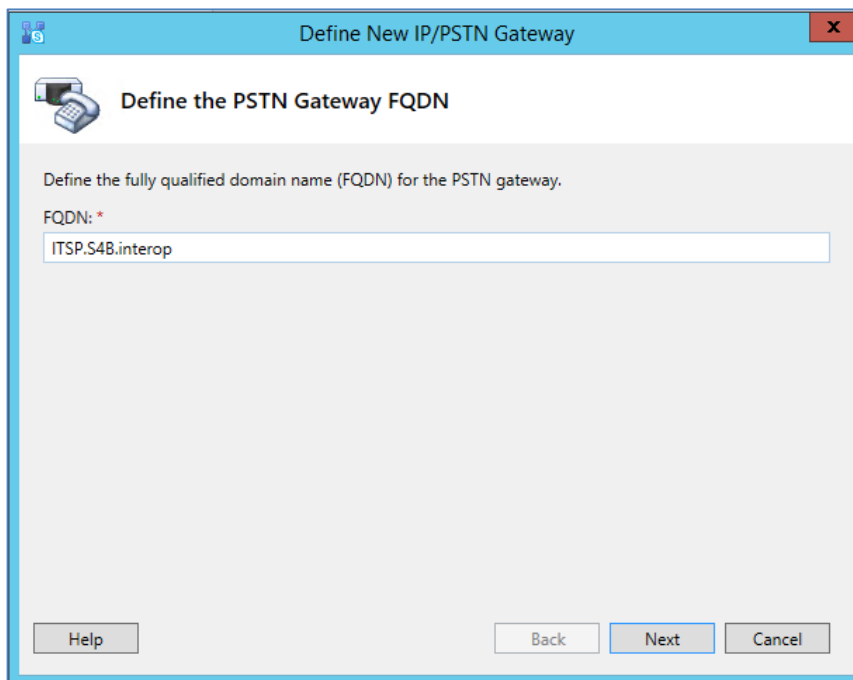 Define New IP/PSTN Gateway
x
Define the PSTN Gateway FQDN
Define the fully qualified domain name (FQDN) for the PSTN gateway.
FQDN: *
ITSP.S4B.interop
Help Back Next Cancel